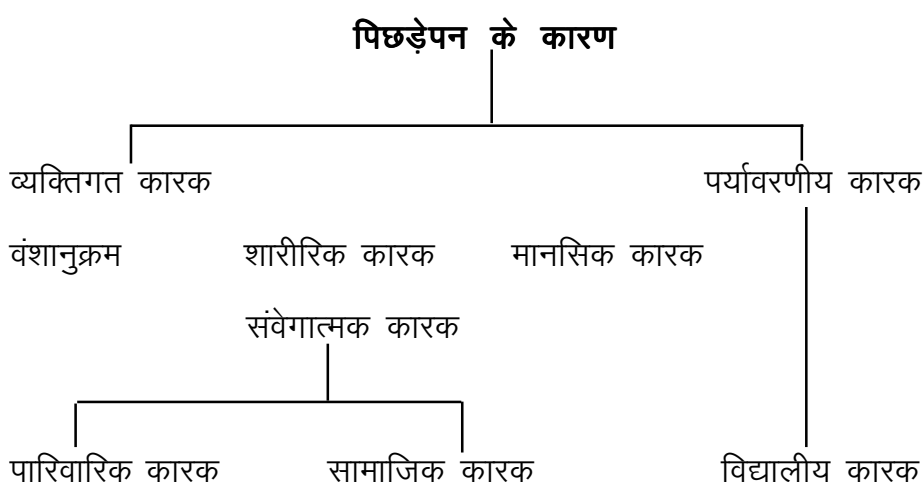 पिछड़ेपन के कारण
व्यक्तिगत कारक पर्यावरणीय कारक
वंशानुक्रम शारीरिक कारक मानसिक कारक
संवेगात्मक कारक
पारिवारिक कारक सामाजिक कारक विद्यालीय कारक